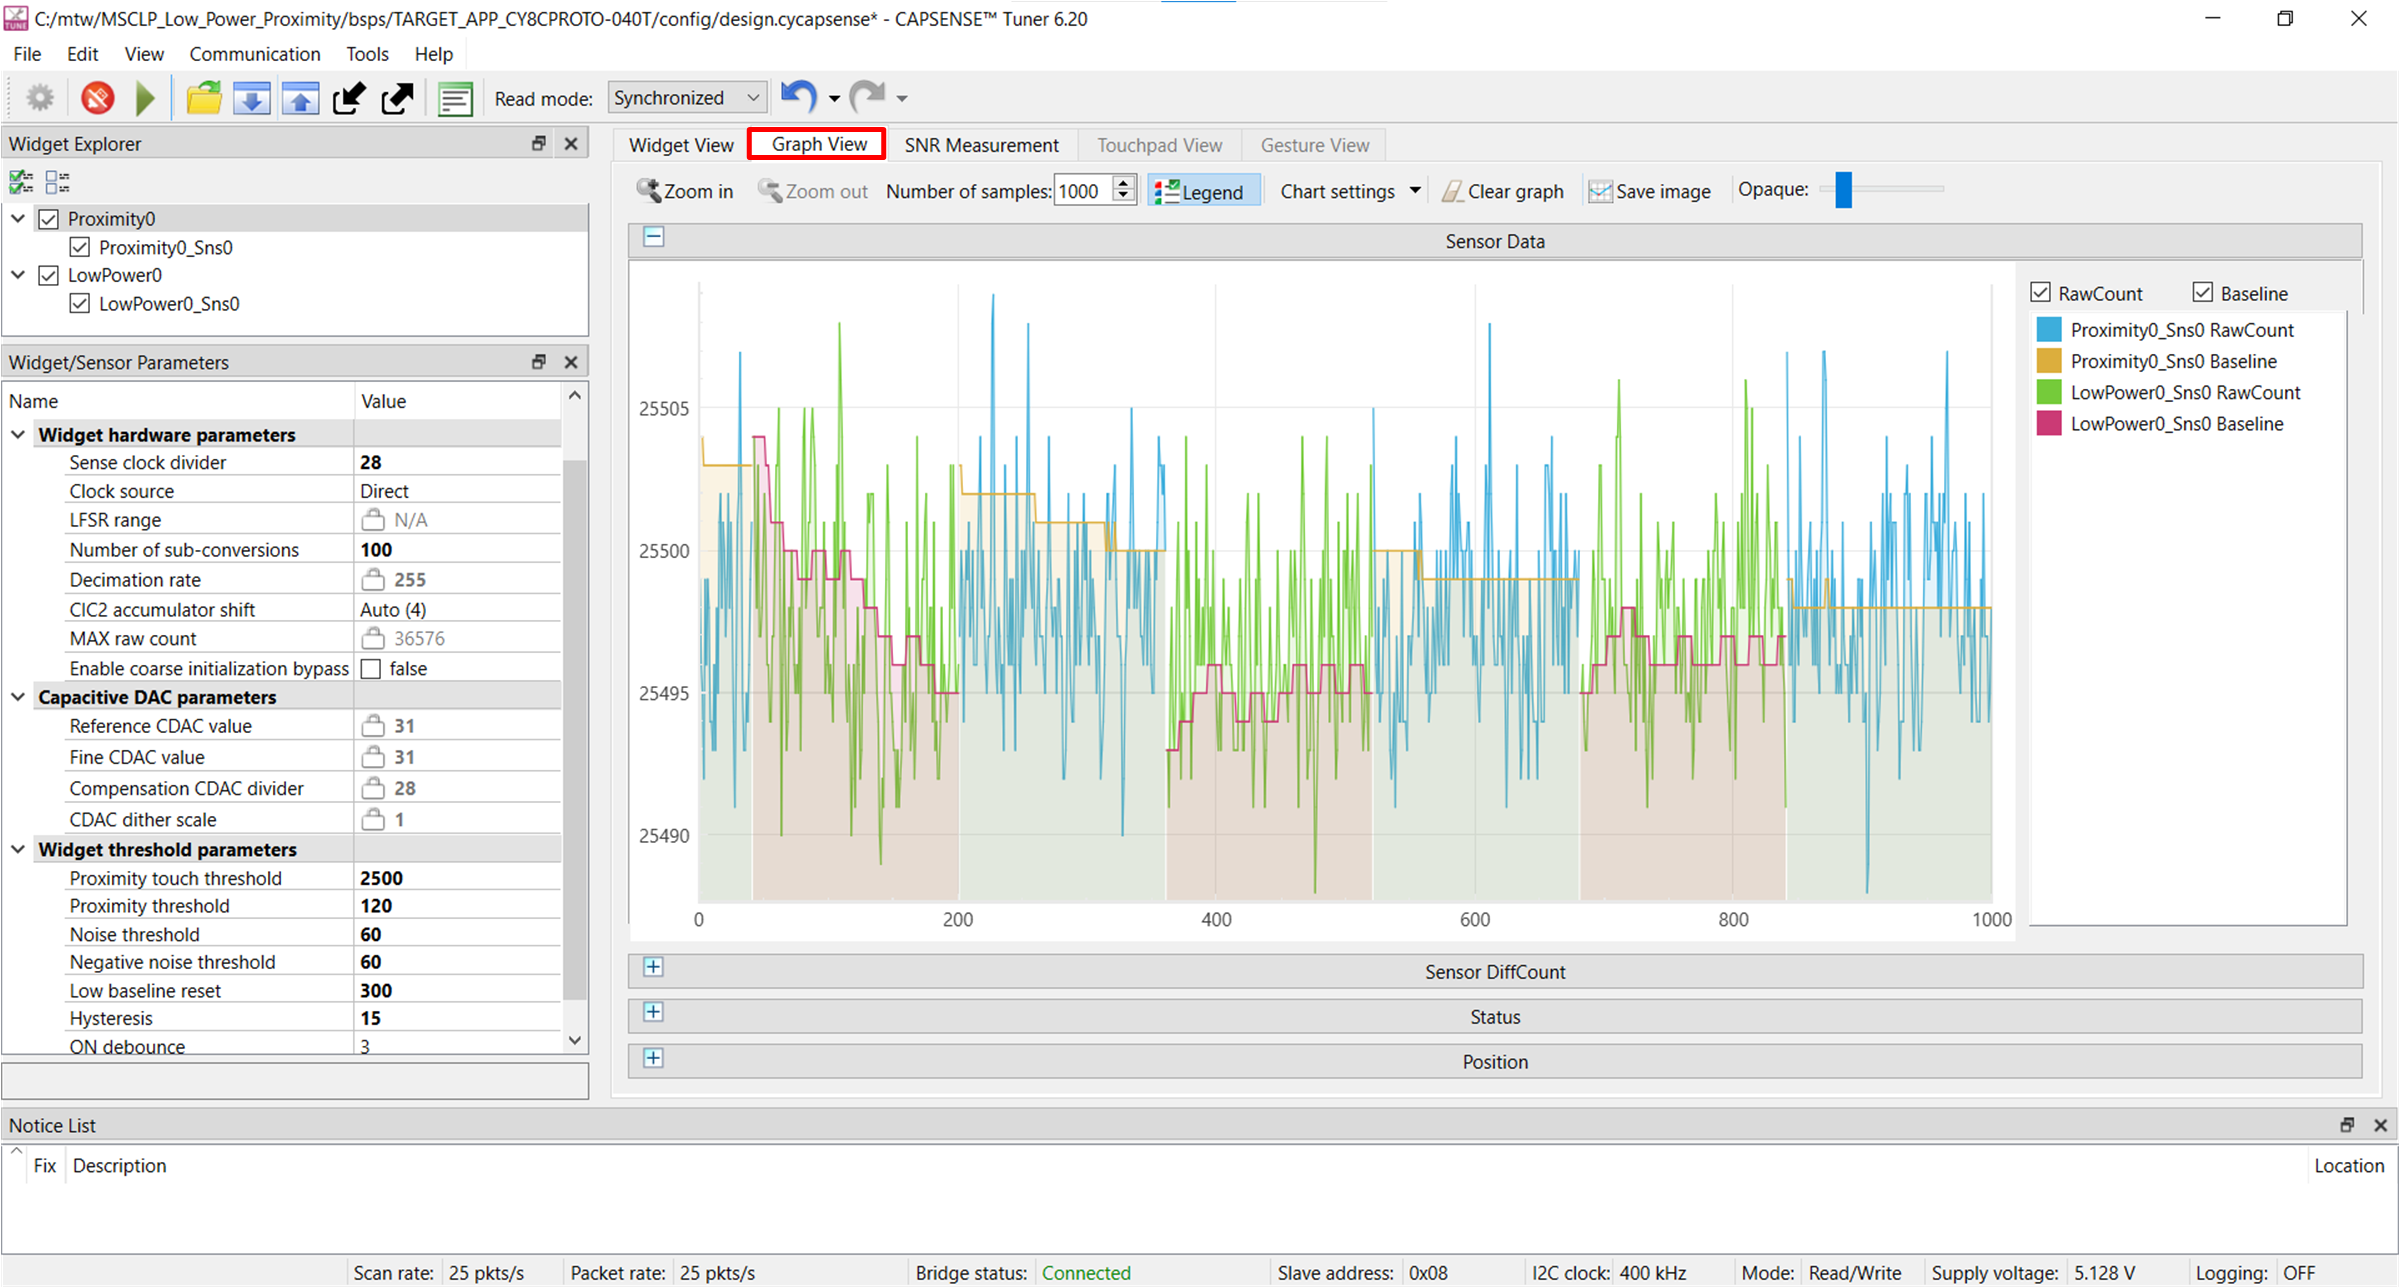 C:/mtw/MSCLP_Low_Power_Proximity/bsps/TARGET_APP_CY8CPROTO-040T/config/design.cycapsense* - CAPSENSE™ Tuner 6.20
File Edit View Communication Tools Help
Read mode: Synchronized
Widget Explorer
Proximity0
Proximity0_Sns0
LowPower0
LowPower0_Sns0
Widget/Sensor Parameters
Name Value
Widget hardware parameters
Sense clock divider 28
Clock source Direct
LFSR range N/A
Number of sub-conversions 100
Decimation rate 255
CIC2 accumulator shift Auto (4)
MAX raw count 36576
Enable coarse initialization bypass false
Capacitive DAC parameters
Reference CDAC value 31
Fine CDAC value 31
Compensation CDAC divider 28
CDAC dither scale 1
Widget threshold parameters
Proximity touch threshold 2500
Proximity threshold 120
Noise threshold 60
Negative noise threshold 60
Low baseline reset 300
Hysteresis 15
ON debounce 3
Widget View Graph View SNR Measurement Touchpad View Gesture View
Zoom in Zoom out Number of samples: 1000 Legend Chart settings Clear graph Save image Opaque:
Sensor Data
25505
25500
25495
25490
0 200 400 600 800 1000
RawCount Baseline
Proximity0_Sns0 RawCount
Proximity0_Sns0 Baseline
LowPower0_Sns0 RawCount
LowPower0_Sns0 Baseline
Sensor DiffCount
Status
Position
Notice List
Fix Description Location
Scan rate: 25 pkts/s Packet rate: 25 pkts/s Bridge status: Connected Slave address: 0x08 I2C clock: 400 kHz Mode: Read/Write Supply voltage: 5.128 V Logging: OFF